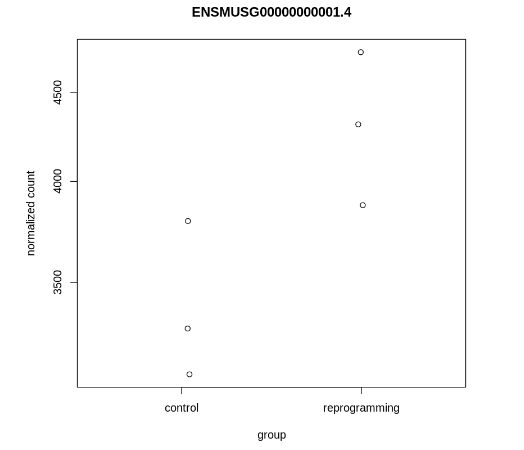 ENSMUSG00000000001.4
normalized count
4500
4000
3500
control reprogramming
group